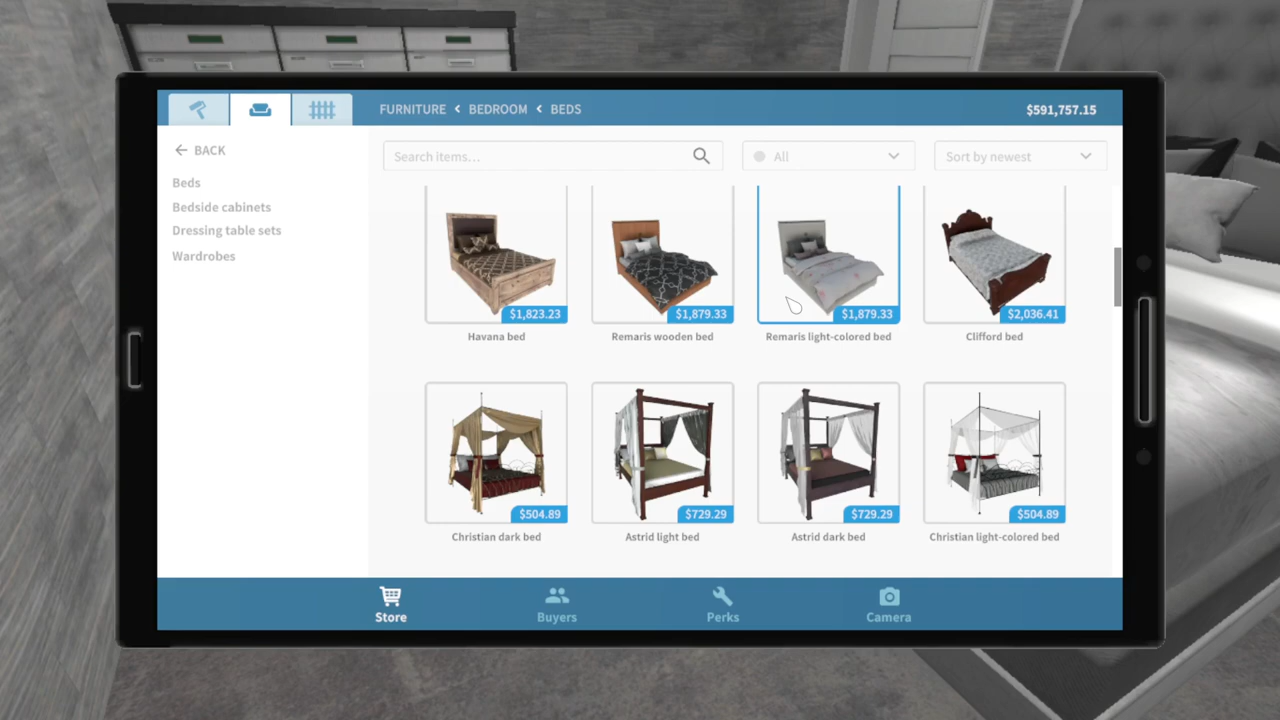 FURNITURE < BEDROOM < BEDS
$591,757.15
BACK
Beds
Bedside cabinets
Dressing table sets
Wardrobes
Search items...
All
Sort by newest
$1,823.23
$1,879.33
$1,879.33
$2,036.41
Havana bed
Remaris wooden bed
Remaris light-colored bed
Clifford bed
$504.89
$729.29
$729.29
$504.89
Christian dark bed
Astrid light bed
Astrid dark bed
Christian light-colored bed
Store
Buyers
Perks
Camera